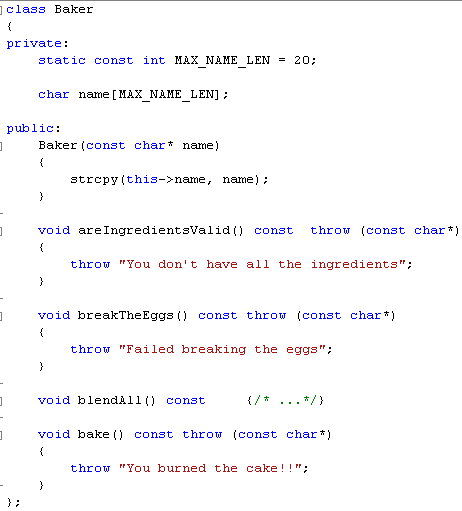 class Baker
{
private:
    static const int MAX_NAME_LEN = 20;

    char name[MAX_NAME_LEN];

public:
    Baker(const char* name)
    {
        strcpy(this->name, name);
    }

    void areIngredientsValid() const  throw (const char*)
    {
        throw "You don't have all the ingredients";
    }

    void breakTheEggs() const throw (const char*)
    {
        throw "Failed breaking the eggs";
    }

    void blendAll() const     {/* ...*/}

    void bake() const throw (const char*)
    {
        throw "You burned the cake!!";
    }
};